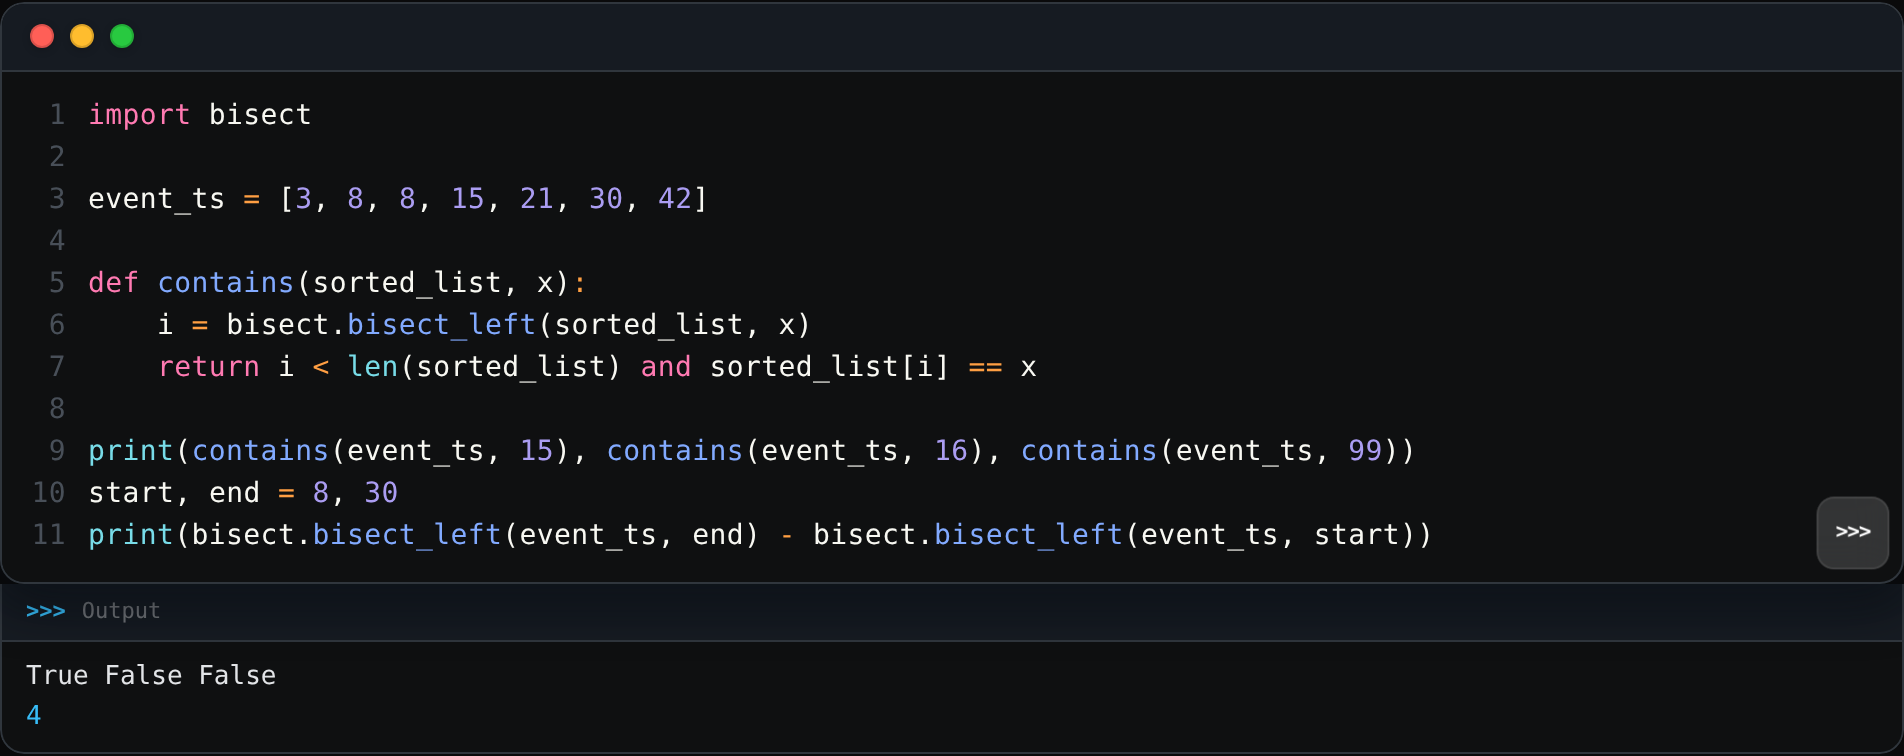 1 import bisect
2
3 event_ts = [3, 8, 8, 15, 21, 30, 42]
4
5 def contains(sorted_list, x):
6     i = bisect.bisect_left(sorted_list, x)
7     return i < len(sorted_list) and sorted_list[i] == x
8
9 print(contains(event_ts, 15), contains(event_ts, 16), contains(event_ts, 99))
10 start, end = 8, 30
11 print(bisect.bisect_left(event_ts, end) - bisect.bisect_left(event_ts, start))
>>>
>>> Output
True False False
4